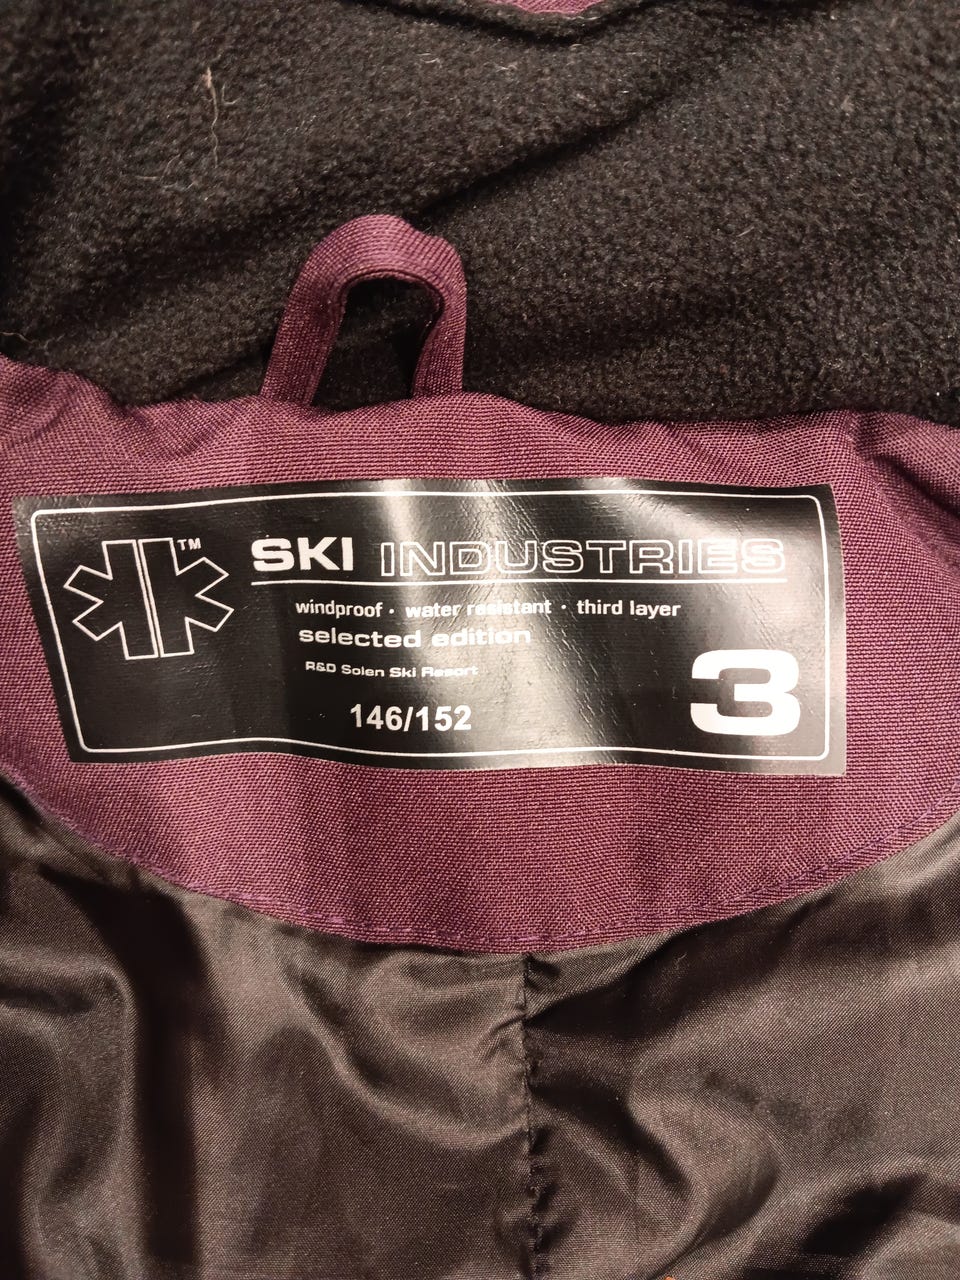 ™
SKI INDUSTRIES
windproof · water resistant · third layer
selected edition
R&D Solen Ski Resort
146/152
3